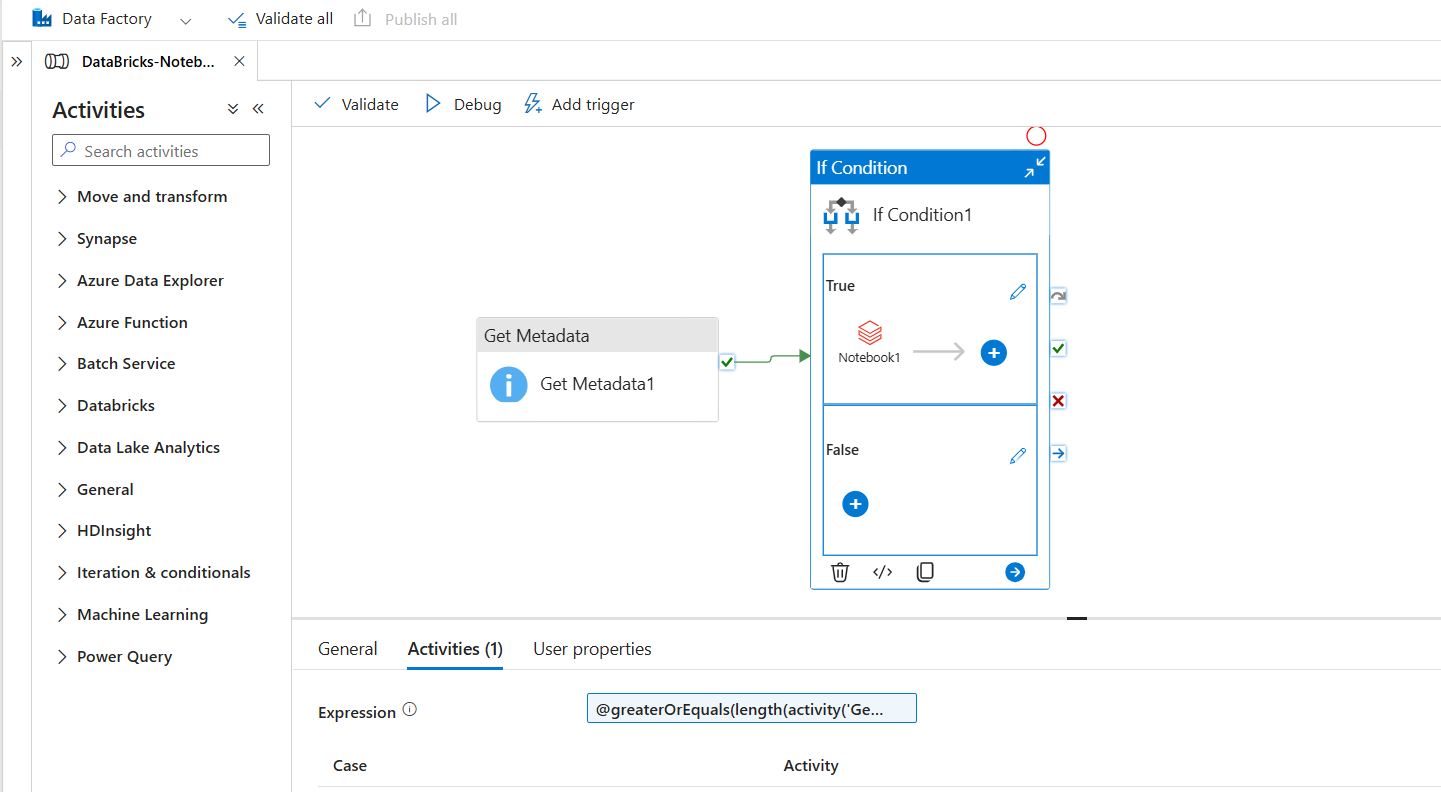 Data Factory
Validate all
Publish all
DataBricks-Noteb...
Activities
Search activities
Move and transform
Synapse
Azure Data Explorer
Azure Function
Batch Service
Databricks
Data Lake Analytics
General
HDInsight
Iteration & conditionals
Machine Learning
Power Query
Validate
Debug
Add trigger
Get Metadata
Get Metadata1
If Condition
If Condition1
True
Notebook1
False
General
Activities (1)
User properties
Expression
@greaterOrEquals(length(activity('Ge...
Case
Activity